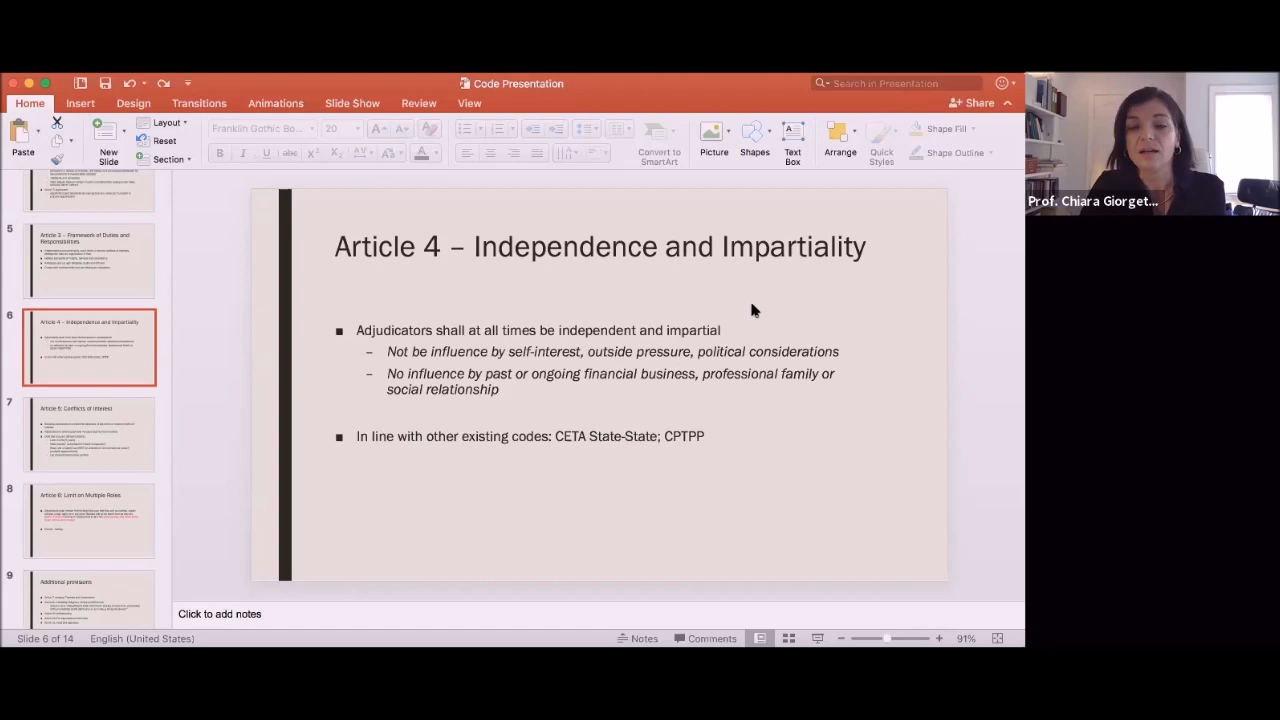 Code Presentation
Search in Presentation
Home Insert Design Transitions Animations Slide Show Review View Share
Paste
New Slide
Layout
Reset
Section
Franklin Gothic Bo... 20
Convert to SmartArt
Picture
Shapes
Text Box
Arrange
Quick Styles
Shape Fill
Shape Outline
Prof. Chiara Giorget...
5
Article 3 – Framework of Duties and
Responsibilities
6
Article 4 – Independence and Impartiality
7
Article 5: Conflicts of Interest
8
Article 6: Limit on Multiple Roles
9
Additional provisions
Article 4 – Independence and Impartiality
■ Adjudicators shall at all times be independent and impartial
– Not be influence by self-interest, outside pressure, political considerations
– No influence by past or ongoing financial business, professional family or
social relationship
■ In line with other existing codes: CETA State-State; CPTPP
Click to add notes
Slide 6 of 14 English (United States) Notes Comments 91%